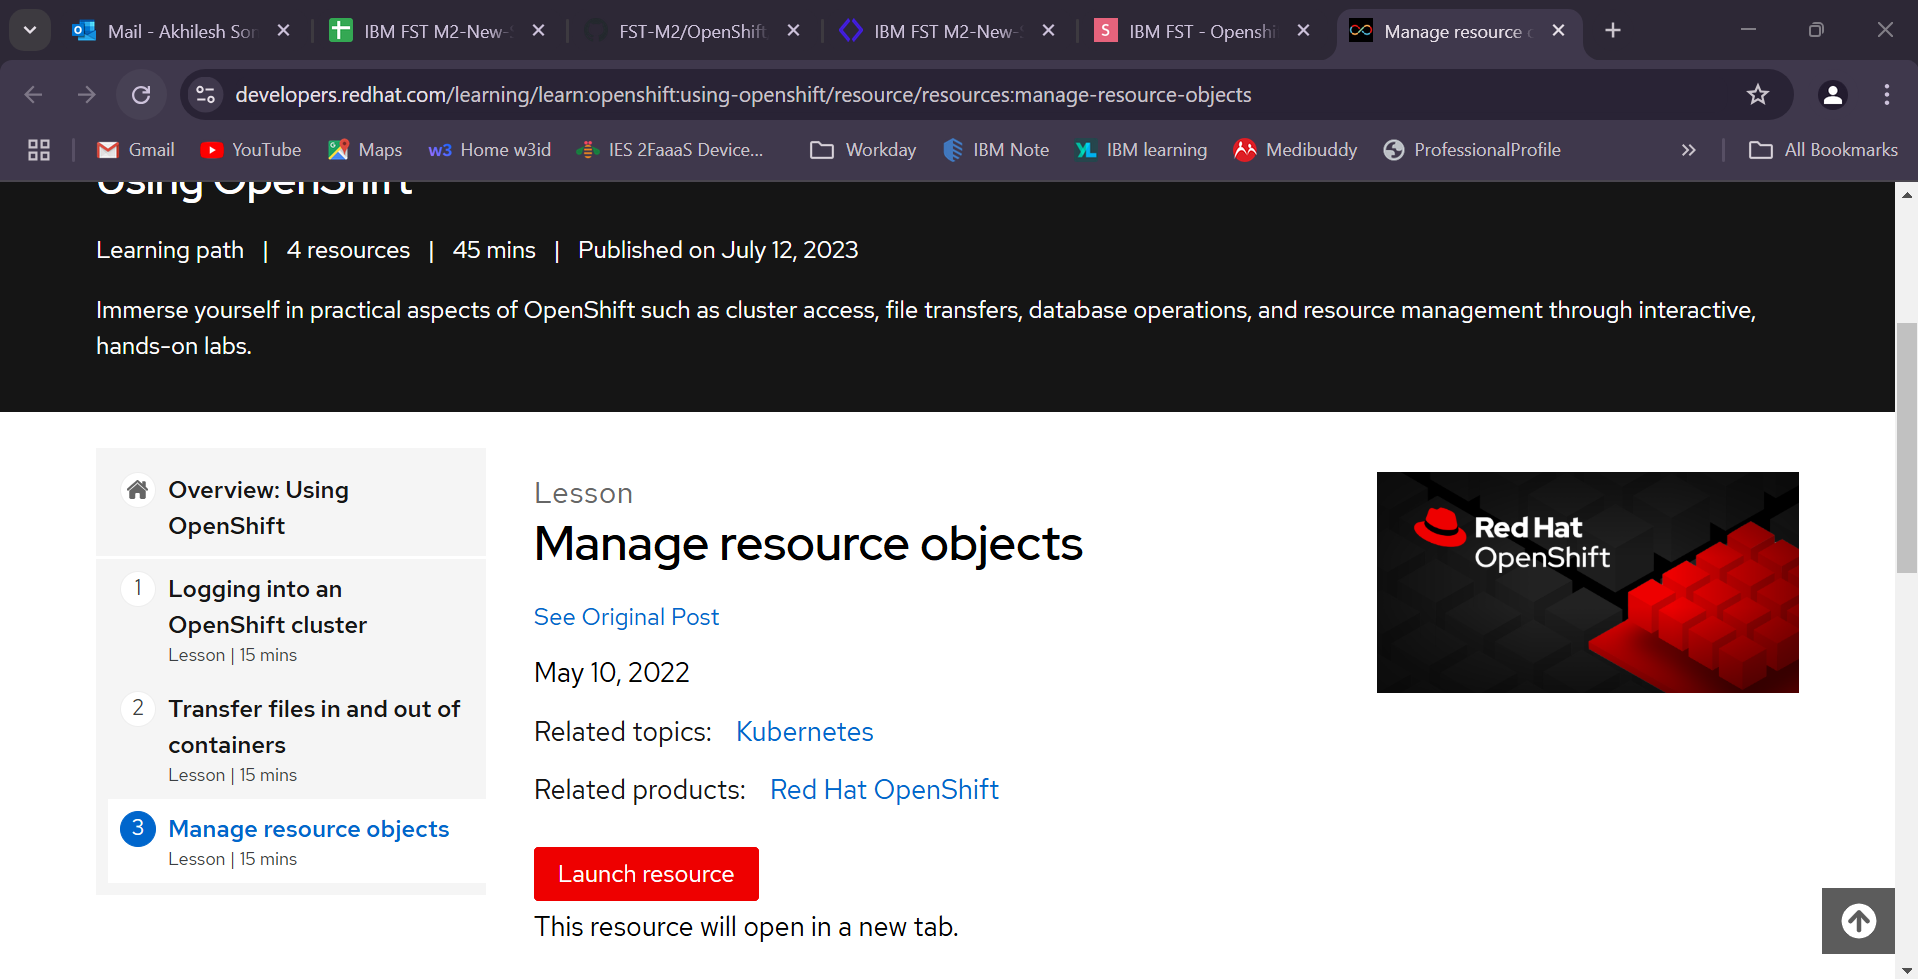 Mail - Akhilesh Sor
IBM FST M2-New-S
FST-M2/OpenShift
IBM FST M2-New-S
S
IBM FST - Openshi
Manage resource o
developers.redhat.com/learning/learn:openshift:using-openshift/resource/resources:manage-resource-objects
Gmail
YouTube
Maps
w3 Home w3id
IES 2FaaaS Device...
Workday
IBM Note
YL IBM learning
Medibuddy
ProfessionalProfile
All Bookmarks
Using OpenShift
Learning path | 4 resources | 45 mins | Published on July 12, 2023
Immerse yourself in practical aspects of OpenShift such as cluster access, file transfers, database operations, and resource management through interactive,
hands-on labs.
Overview: Using
OpenShift
1 Logging into an
OpenShift cluster
Lesson | 15 mins
2 Transfer files in and out of
containers
Lesson | 15 mins
3 Manage resource objects
Lesson | 15 mins
Lesson
Manage resource objects
See Original Post
May 10, 2022
Related topics: Kubernetes
Related products: Red Hat OpenShift
Launch resource
This resource will open in a new tab.
Red Hat
OpenShift